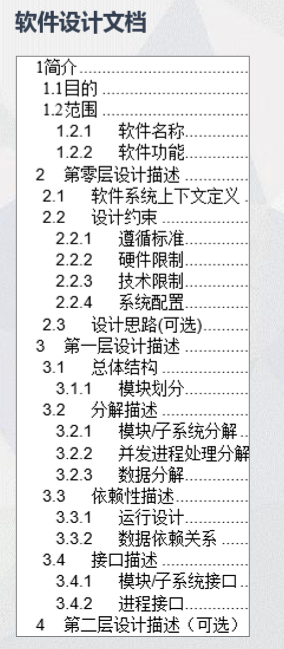 软件设计文档
1简介
1.1目的
1.2范围
1.2.1 软件名称
1.2.2 软件功能
2 第零层设计描述
2.1 软件系统上下文定义
2.2 设计约束
2.2.1 遵循标准
2.2.2 硬件限制
2.2.3 技术限制
2.2.4 系统配置
2.3 设计思路(可选)
3 第一层设计描述
3.1 总体结构
3.1.1 模块划分
3.2 分解描述
3.2.1 模块/子系统分解
3.2.2 并发进程处理分解
3.2.3 数据分解
3.3 依赖性描述
3.3.1 运行设计
3.3.2 数据依赖关系
3.4 接口描述
3.4.1 模块/子系统接口
3.4.2 进程接口
4 第二层设计描述（可选）